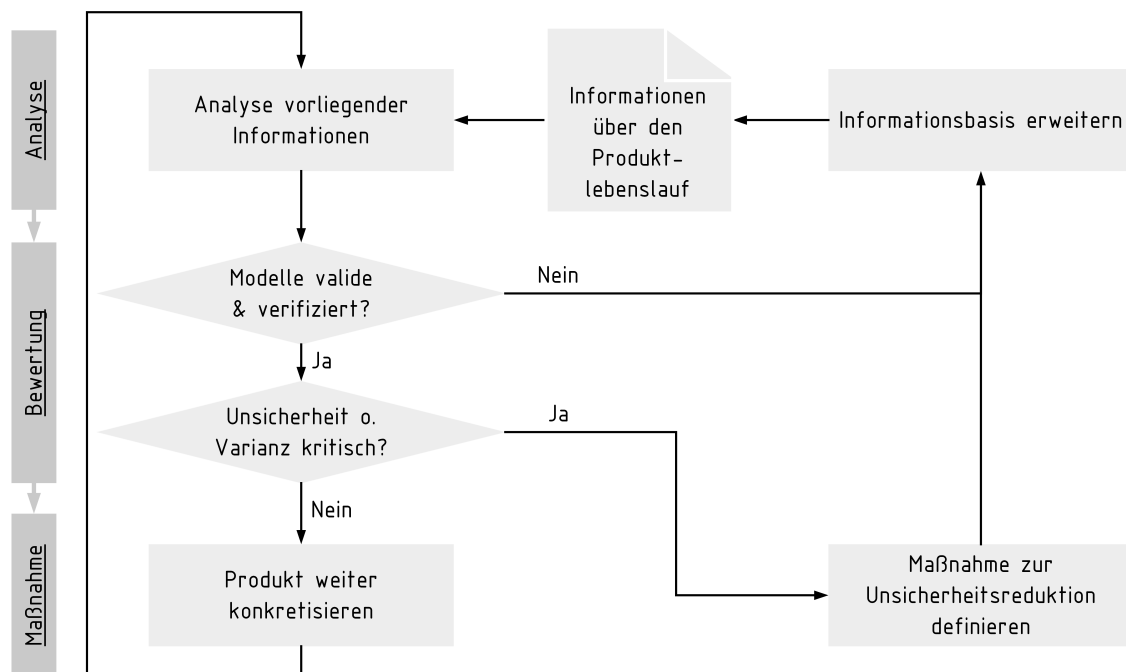 Analyse
Bewertung
Maßnahme
Analyse vorliegender
Informationen
Informationen
über den
Produkt-
lebenslauf
Informationsbasis erweitern
Modelle valide
& verifiziert?
Nein
Ja
Unsicherheit o.
Varianz kritisch?
Ja
Nein
Produkt weiter
konkretisieren
Maßnahme zur
Unsicherheitsreduktion
definieren